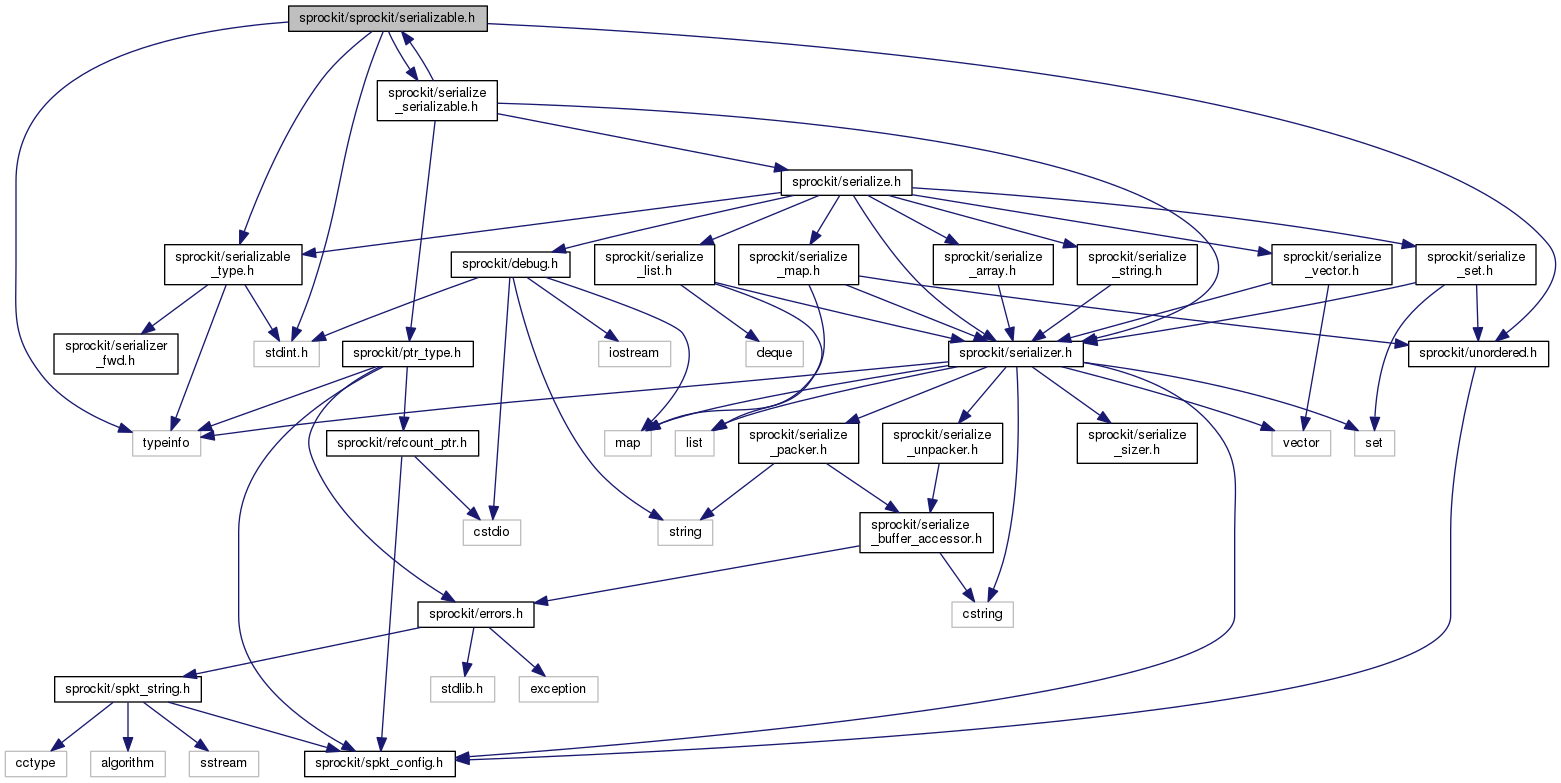 sprockit/sprockit/serializable.h
sprockit/serialize
_serializable.h
sprockit/serialize.h
sprockit/serializable
_type.h
sprockit/debug.h
sprockit/serialize
_list.h
sprockit/serialize
_map.h
sprockit/serialize
_array.h
sprockit/serialize
_string.h
sprockit/serialize
_vector.h
sprockit/serialize
_set.h
sprockit/serializer
_fwd.h
stdint.h
sprockit/ptr_type.h
iostream
deque
sprockit/serializer.h
sprockit/unordered.h
typeinfo
sprockit/refcount_ptr.h
map
list
sprockit/serialize
_packer.h
sprockit/serialize
_unpacker.h
sprockit/serialize
_sizer.h
vector
set
cstdio
string
sprockit/serialize
_buffer_accessor.h
sprockit/errors.h
cstring
sprockit/spkt_string.h
stdlib.h
exception
cctype
algorithm
sstream
sprockit/spkt_config.h